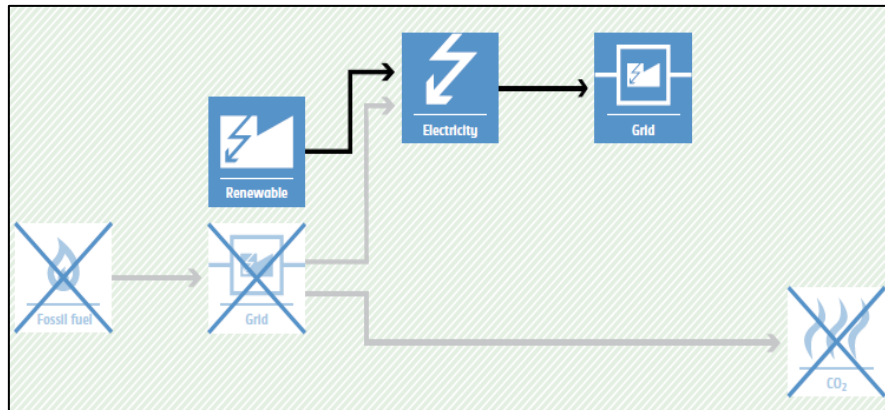 Electricity
Grid
Renewable
Fossil fuel
Grid
CO₂